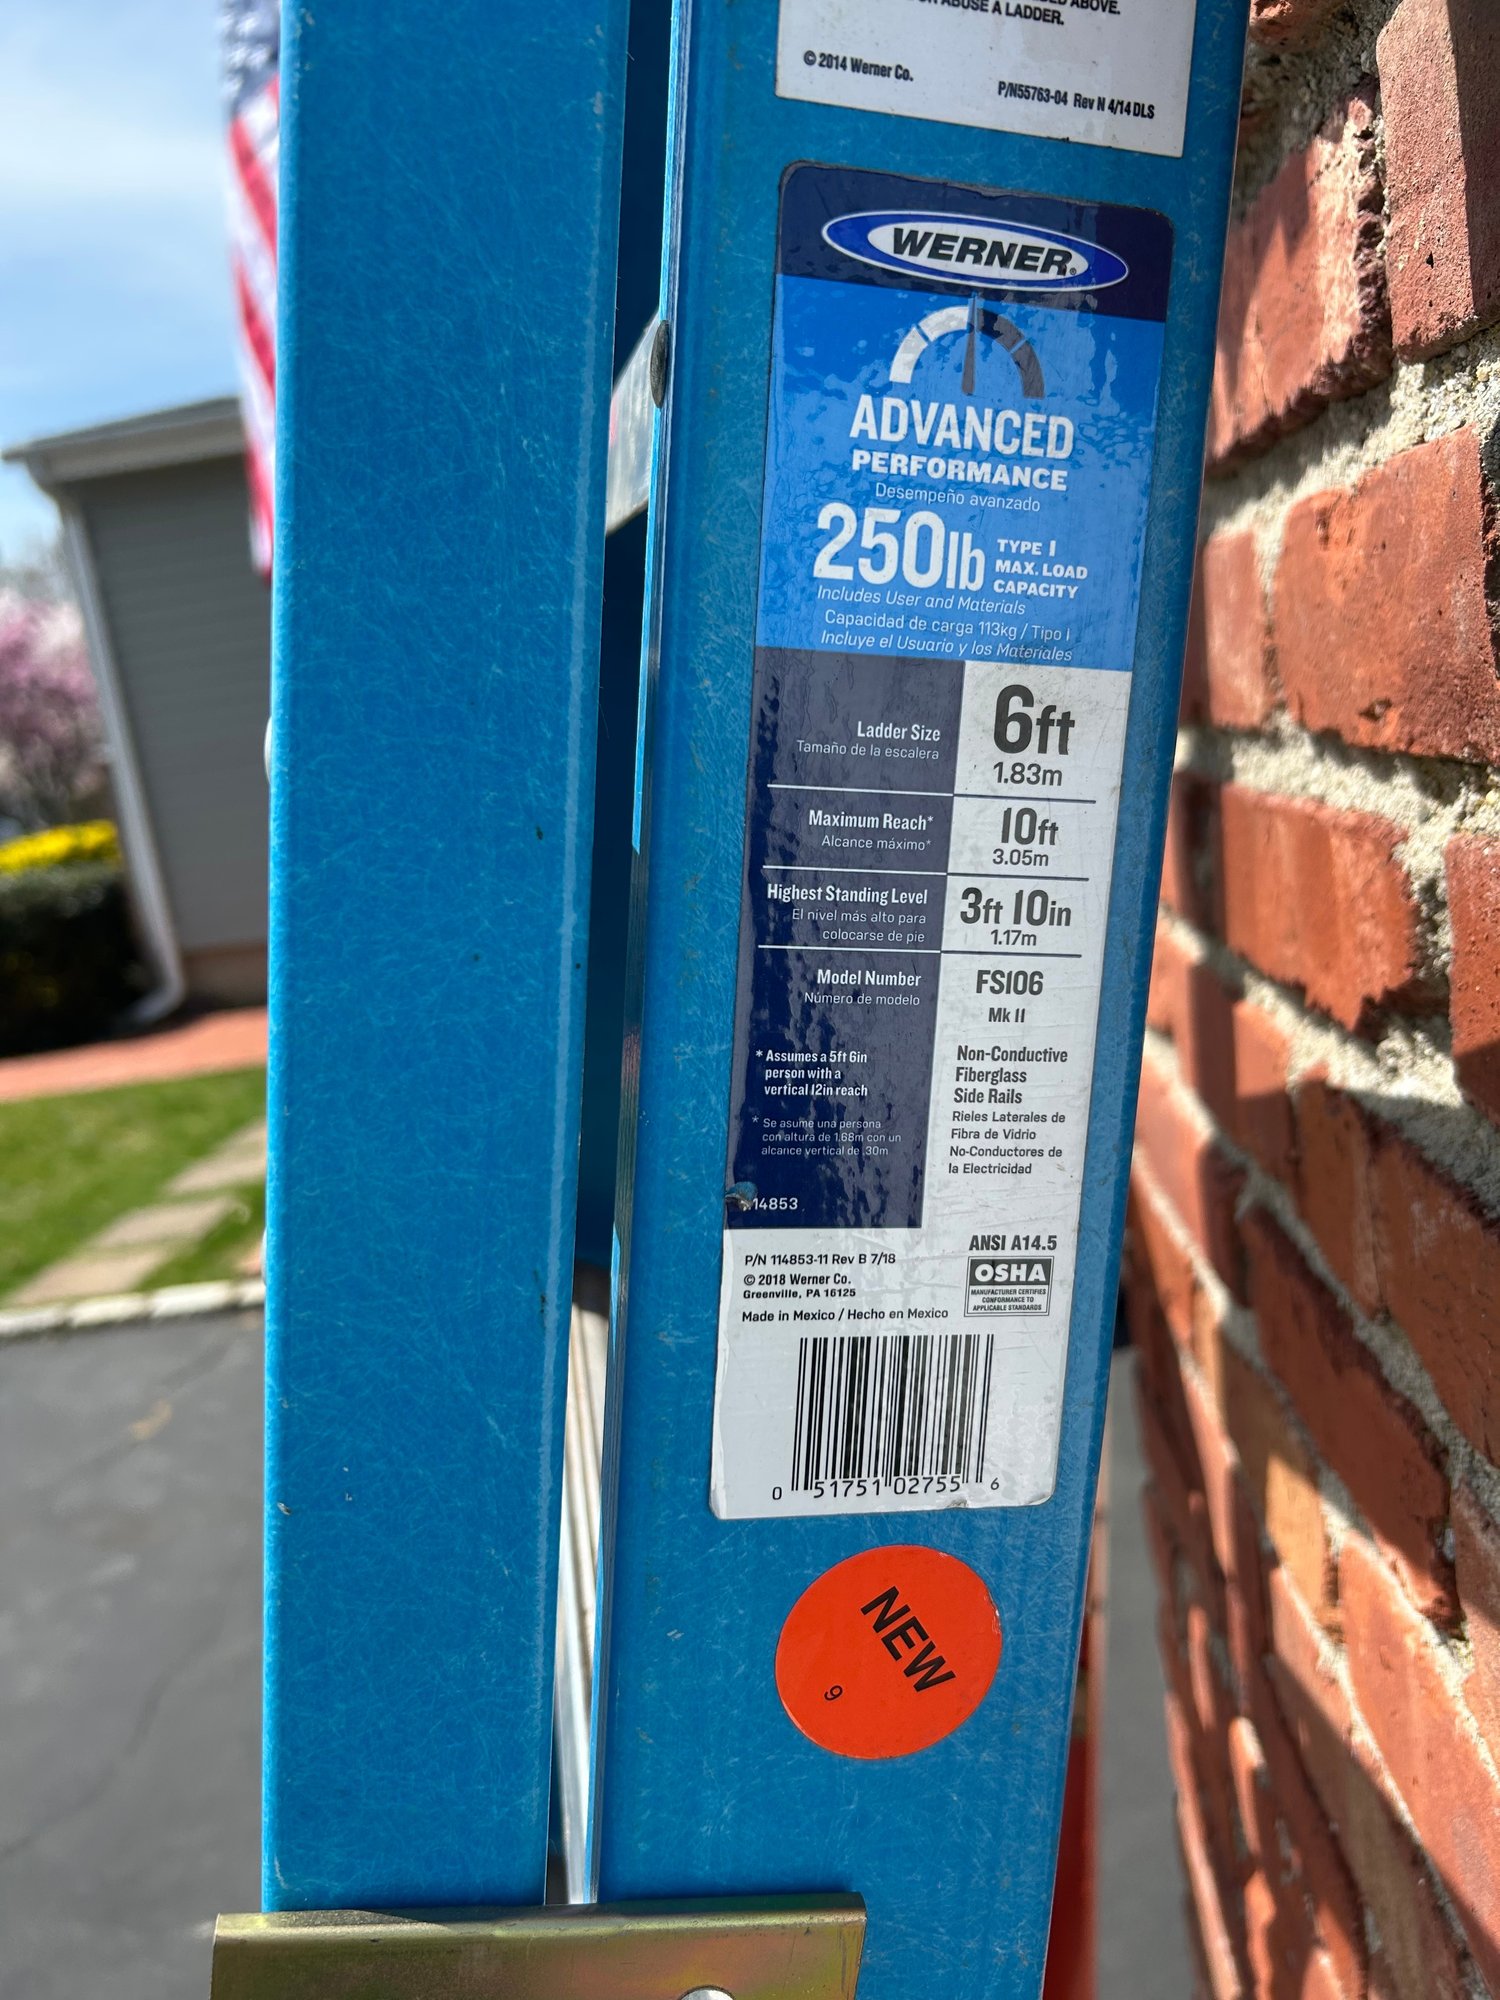 ABOVE.
ABUSE A LADDER.
© 2014 Werner Co.
P/N55763-04 Rev N 4/14 DLS
WERNER®
ADVANCED
PERFORMANCE
Desempeño avanzado
250lb TYPE I
MAX. LOAD
CAPACITY
Includes User and Materials
Capacidad de carga 113kg / Tipo I
Incluye el Usuario y los Materiales
Ladder Size
Tamaño de la escalera
6ft
1.83m
Maximum Reach*
Alcance máximo*
10ft
3.05m
Highest Standing Level
El nivel más alto para
colocarse de pie
3ft 10in
1.17m
Model Number
Número de modelo
FS106
Mk II
* Assumes a 5ft 6in
person with a
vertical 12in reach
* Se asume una persona
con altura de 1.68m con un
alcance vertical de .30m
Non-Conductive
Fiberglass
Side Rails
Rieles Laterales de
Fibra de Vidrio
No-Conductores de
la Electricidad
14853
P/N 114853-11 Rev B 7/18
© 2018 Werner Co.
Greenville, PA 16125
Made in Mexico / Hecho en Mexico
ANSI A14.5
OSHA
MANUFACTURER CERTIFIES
CONFORMANCE TO
APPLICABLE STANDARDS
0 51751 02755 6
NEW
9